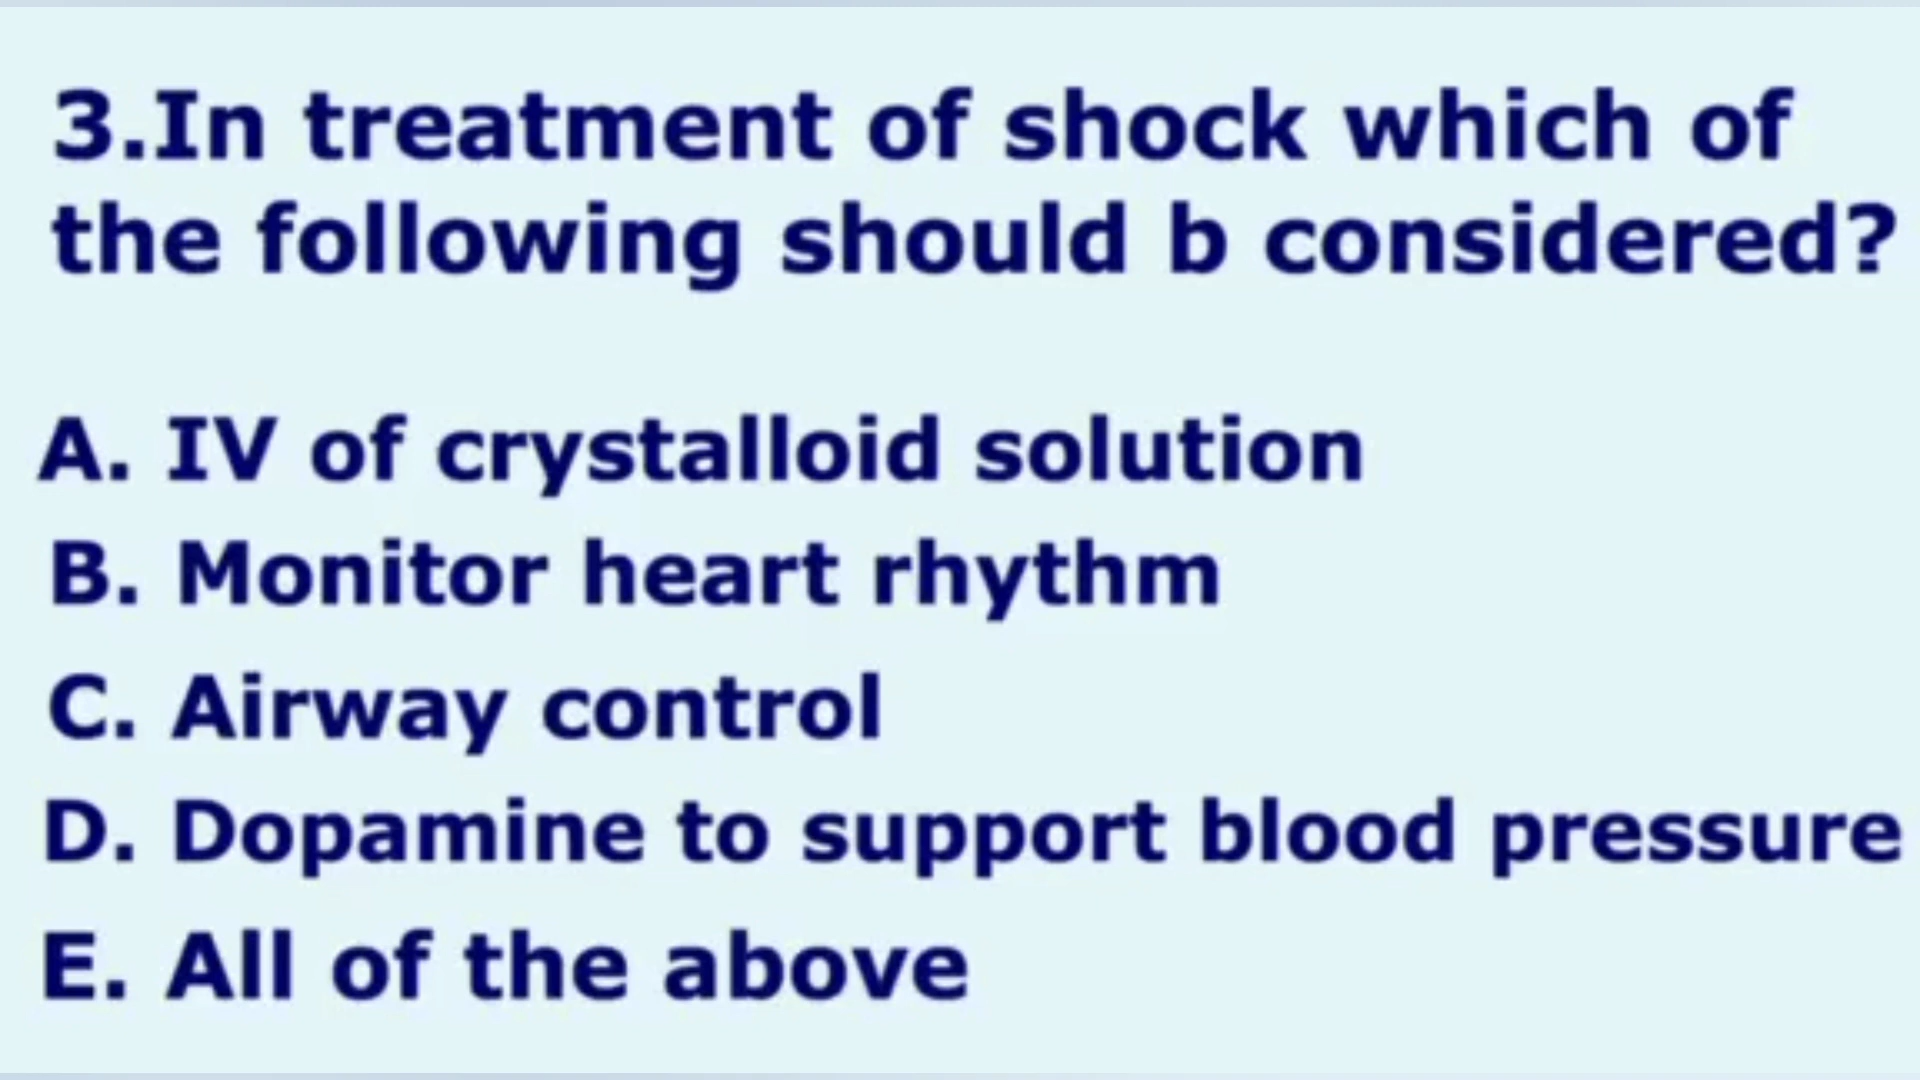 3.In treatment of shock which of
the following should b considered?
A. IV of crystalloid solution
B. Monitor heart rhythm
C. Airway control
D. Dopamine to support blood pressure
E. All of the above